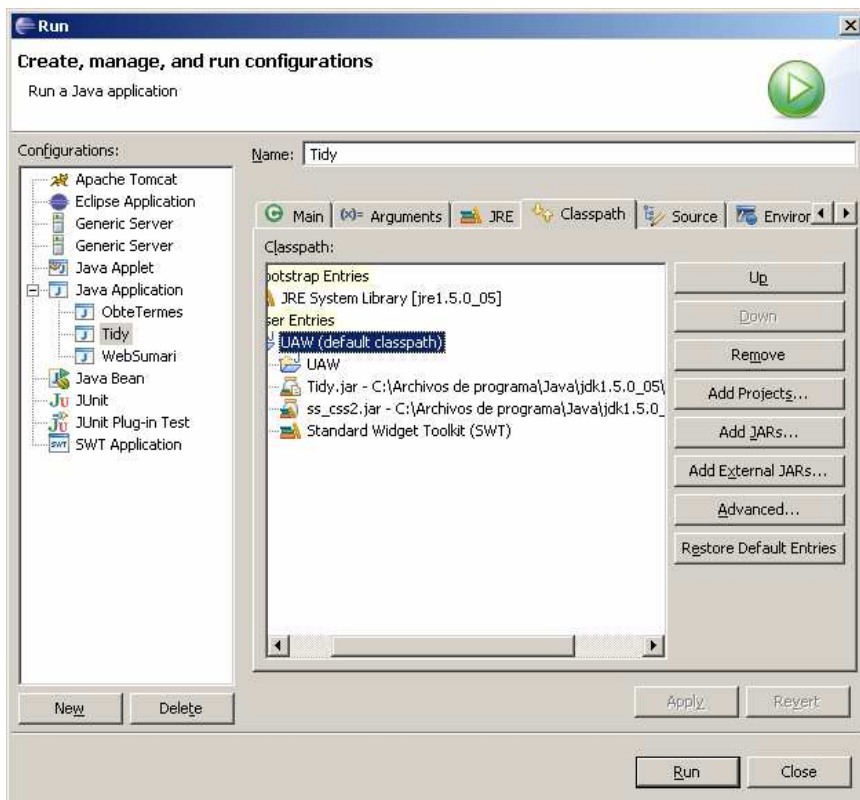 Run
Create, manage, and run configurations
Run a Java application
Configurations:
Apache Tomcat
Eclipse Application
Generic Server
Generic Server
Java Applet
Java Application
ObteTermes
Tidy
WebSumari
Java Bean
JUnit
JUnit Plug-in Test
SWT Application
New Delete
Name: Tidy
Main (x)= Arguments JRE Classpath Source Enviror
Classpath:
ootstrap Entries
JRE System Library [jre1.5.0_05]
ser Entries
UAW (default classpath)
UAW
Tidy.jar - C:\Archivos de programa\Java\jdk1.5.0_05\
ss_css2.jar - C:\Archivos de programa\Java\jdk1.5.0_
Standard Widget Toolkit (SWT)
Up
Down
Remove
Add Projects...
Add JARs...
Add External JARs...
Advanced...
Restore Default Entries
Apply Revert
Run Close